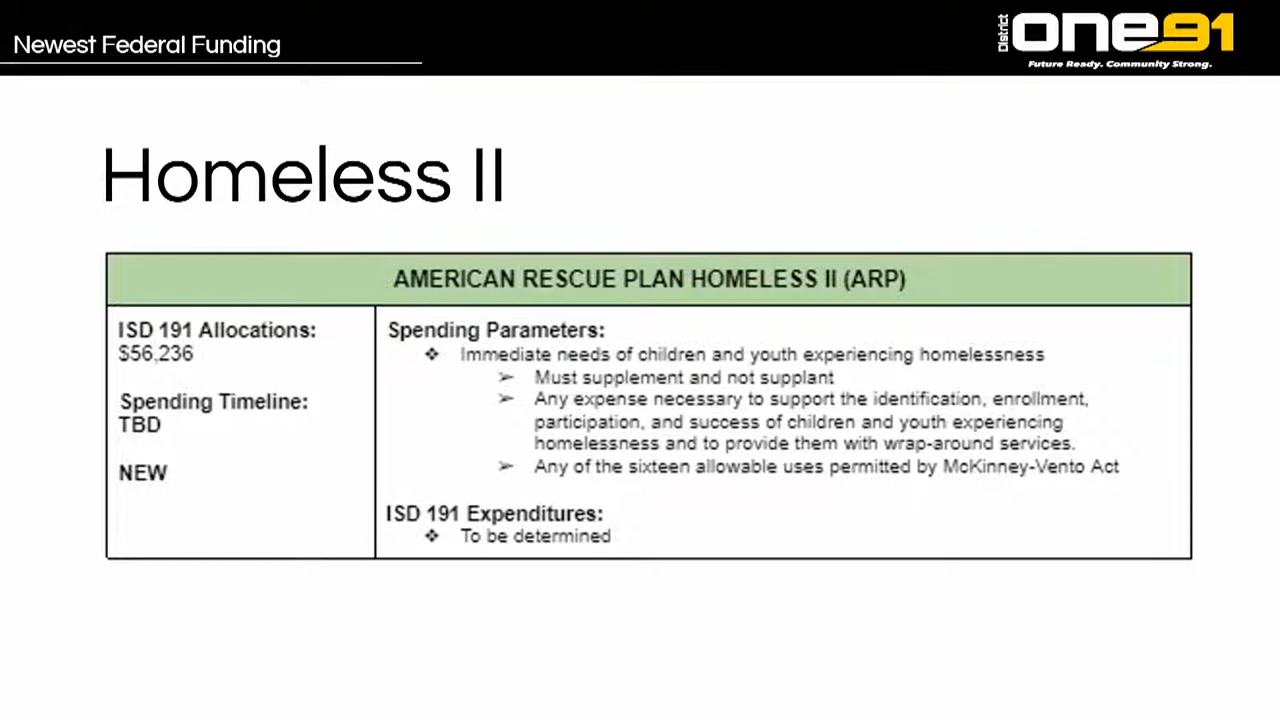 Newest Federal Funding
District one91
Future Ready. Community Strong.
Homeless II
AMERICAN RESCUE PLAN HOMELESS II (ARP)
ISD 191 Allocations:
$56,236
Spending Timeline:
TBD
NEW
Spending Parameters:
❖ Immediate needs of children and youth experiencing homelessness
➢ Must supplement and not supplant
➢ Any expense necessary to support the identification, enrollment,
participation, and success of children and youth experiencing
homelessness and to provide them with wrap-around services.
➢ Any of the sixteen allowable uses permitted by McKinney-Vento Act
ISD 191 Expenditures:
❖ To be determined